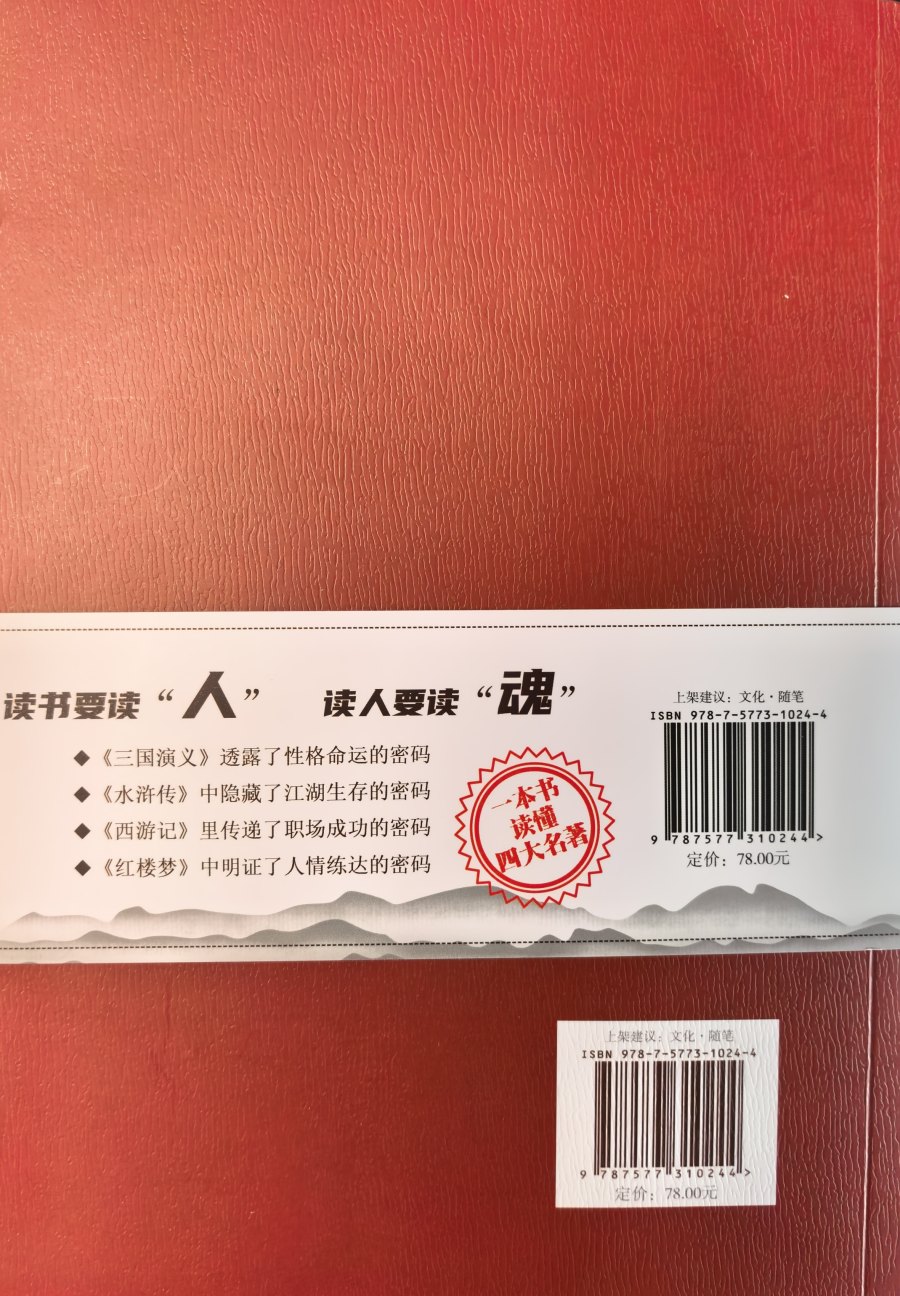 读书要读“人” 读人要读“魂”
◆《三国演义》透露了性格命运的密码
◆《水浒传》中隐藏了江湖生存的密码
◆《西游记》里传递了职场成功的密码
◆《红楼梦》中明证了人情练达的密码
一本书
读懂
四大名著
上架建议：文化·随笔
ISBN 978-7-5773-1024-4
9 787577 310244 >
定价：78.00元
上架建议：文化·随笔
ISBN 978-7-5773-1024-4
9 787577 310244 >
定价：78.00元